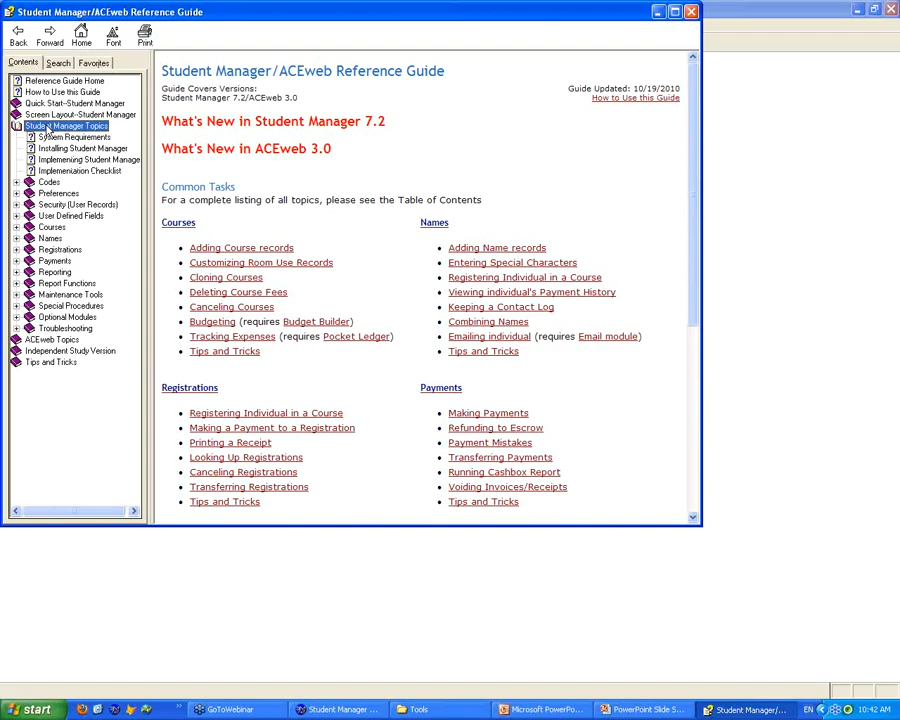 Student Manager/ACEweb Reference Guide
Back
Forward
Home
Font
Print
Contents
Search
Favorites
Reference Guide Home
How to Use this Guide
Quick Start--Student Manager
Screen Layout--Student Manager
Student Manager Topics
System Requirements
Installing Student Manager
Implementing Student Manage
Implementation Checklist
Codes
Preferences
Security (User Records)
User Defined Fields
Courses
Names
Registrations
Payments
Reporting
Report Functions
Maintenance Tools
Special Procedures
Optional Modules
Troubleshooting
ACEweb Topics
Independent Study Version
Tips and Tricks
Student Manager/ACEweb Reference Guide
Guide Covers Versions:
Student Manager 7.2/ACEweb 3.0
Guide Updated: 10/19/2010
How to Use this Guide
What's New in Student Manager 7.2
What's New in ACEweb 3.0
Common Tasks
For a complete listing of all topics, please see the Table of Contents
Courses
Adding Course records
Customizing Room Use Records
Cloning Courses
Deleting Course Fees
Canceling Courses
Budgeting (requires Budget Builder)
Tracking Expenses (requires Pocket Ledger)
Tips and Tricks
Names
Adding Name records
Entering Special Characters
Registering Individual in a Course
Viewing individual's Payment History
Keeping a Contact Log
Combining Names
Emailing individual (requires Email module)
Tips and Tricks
Registrations
Registering Individual in a Course
Making a Payment to a Registration
Printing a Receipt
Looking Up Registrations
Canceling Registrations
Transferring Registrations
Tips and Tricks
Payments
Making Payments
Refunding to Escrow
Payment Mistakes
Transferring Payments
Running Cashbox Report
Voiding Invoices/Receipts
Tips and Tricks
start
GoToWebinar
Student Manager ...
Tools
Microsoft PowerPo...
PowerPoint Slide S...
Student Manager/...
EN
10:42 AM